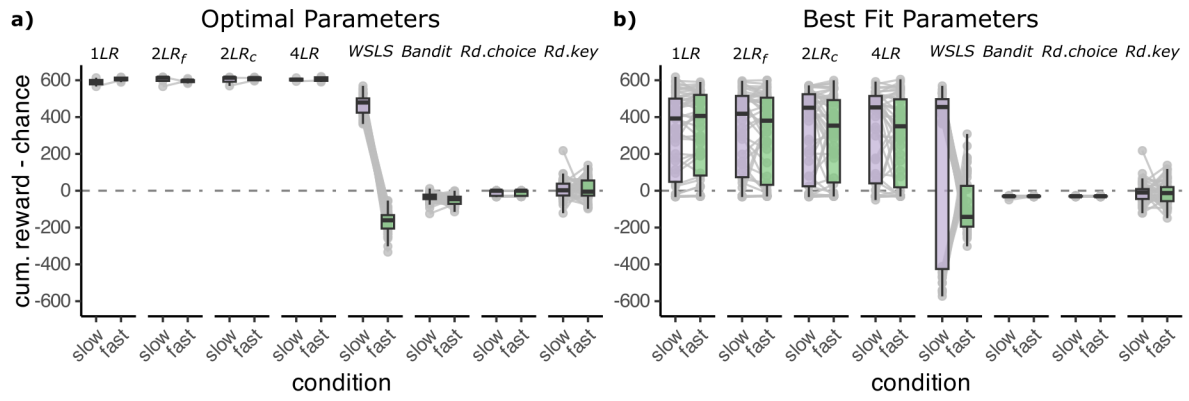 a) Optimal Parameters
1LR 2LRf 2LRc 4LR WSLS Bandit Rd.choice Rd.key
cum. reward - chance
600
400
200
0
-200
-400
-600
slow fast slow fast slow fast slow fast slow fast slow fast slow fast slow fast
condition
b) Best Fit Parameters
1LR 2LRf 2LRc 4LR WSLS Bandit Rd.choice Rd.key
600
400
200
0
-200
-400
-600
slow fast slow fast slow fast slow fast slow fast slow fast slow fast slow fast
condition